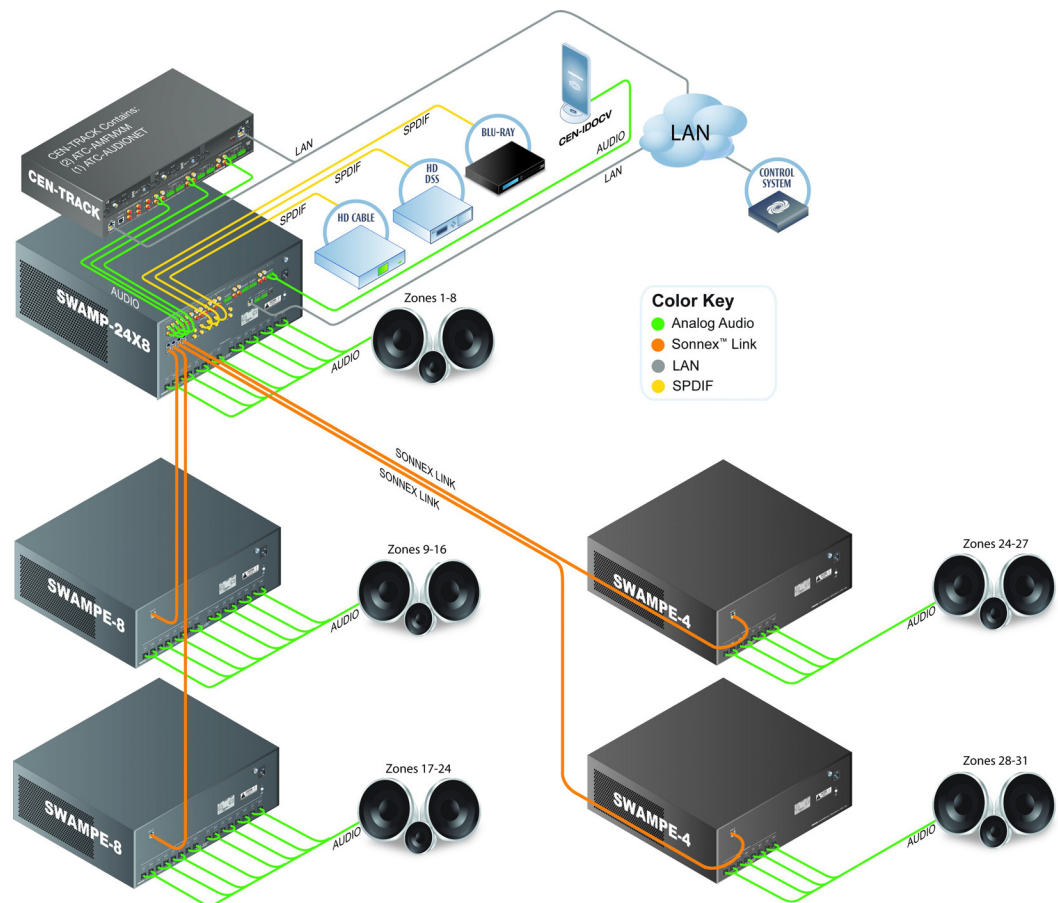 CEN-TRACK Contains:
(2) ATC-AMFMXM
(1) ATC-AUDIONET
CEN-TRACK
LAN
SPDIF
SPDIF
SPDIF
BLU-RAY
HD
DSS
HD CABLE
CEN-IDOCV
AUDIO
LAN
LAN
CONTROL
SYSTEM
SWAMP-24X8
AUDIO
AUDIO
Zones 1-8
Color Key
Analog Audio
Sonnex™ Link
LAN
SPDIF
SONNEX LINK
SONNEX LINK
SWAMPE-8
AUDIO
Zones 9-16
SWAMPE-4
AUDIO
Zones 24-27
SWAMPE-8
AUDIO
Zones 17-24
SWAMPE-4
AUDIO
Zones 28-31